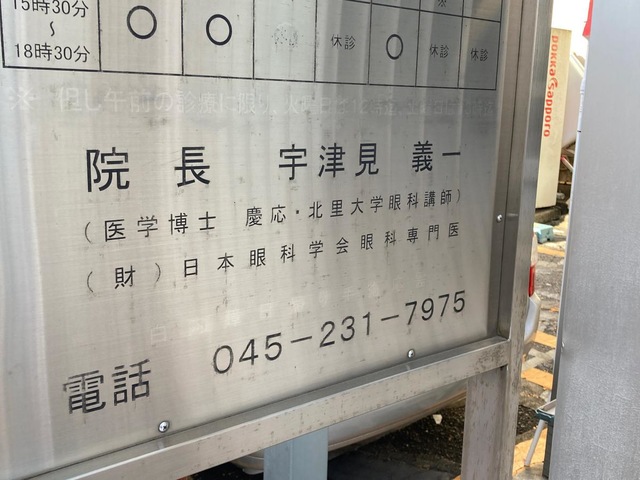 15時30分 ○ ○ 休診 ○ 休診 休診
～
18時30分
院長 宇津見 義一
(医学博士 慶応・北里大学眼科講師)
(財)日本眼科学会眼科専門医
電話 045-231-7975
pokka sapporo